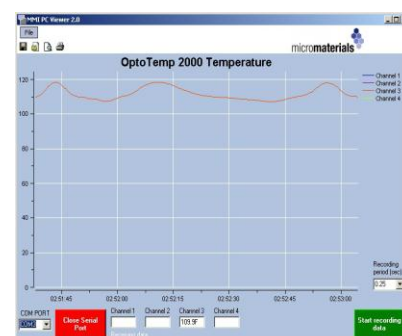 MMI PC Viewer 2.0
File
micromaterials
OptoTemp 2000 Temperature
Channel 1
Channel 2
Channel 3
Channel 4
120
100
80
60
40
20
0
02:51:45
02:52:00
02:52:15
02:52:30
02:52:45
02:53:00
Recording
period (sec)
0.25
COM PORT
COM3
Close Serial
Port
Channel 1
Channel 2
Channel 3
Channel 4
109.9F
Start recording
data